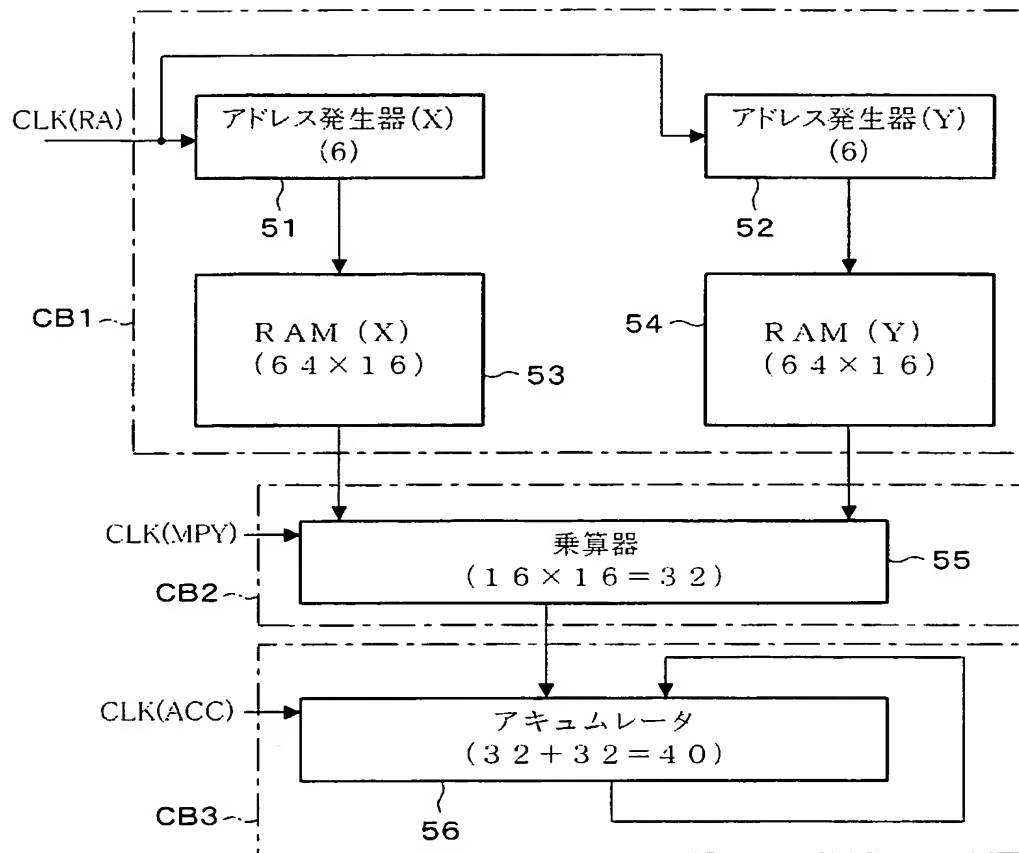 CLK(RA)
アドレス発生器(X)
(6)
51
アドレス発生器(Y)
(6)
52
CB1
RAM (X)
(64×16)
53
54
RAM (Y)
(64×16)
CLK(MPY)
乗算器
(16×16=32)
55
CB2
CLK(ACC)
アキュムレータ
(32+32=40)
56
CB3